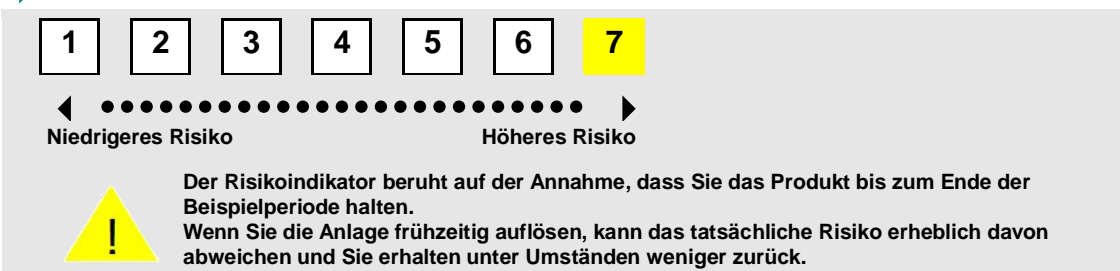 1 2 3 4 5 6 7
Niedrigeres Risiko Höheres Risiko
Der Risikoindikator beruht auf der Annahme, dass Sie das Produkt bis zum Ende der
Beispielperiode halten.
Wenn Sie die Anlage frühzeitig auflösen, kann das tatsächliche Risiko erheblich davon
abweichen und Sie erhalten unter Umständen weniger zurück.
!